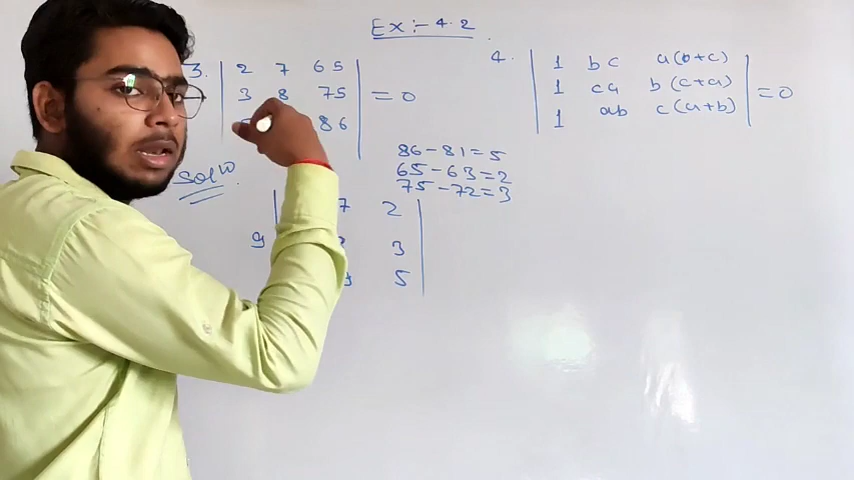 Ex:- 4.2
3. 2 7 65
3 8 75 = 0
86
Solⁿ.
86 - 81 = 5
65 - 63 = 2
75 - 72 = 3
7 2
9 3
5
4. 1 bc a(b+c)
1 ca b(c+a) = 0
1 ab c(a+b)